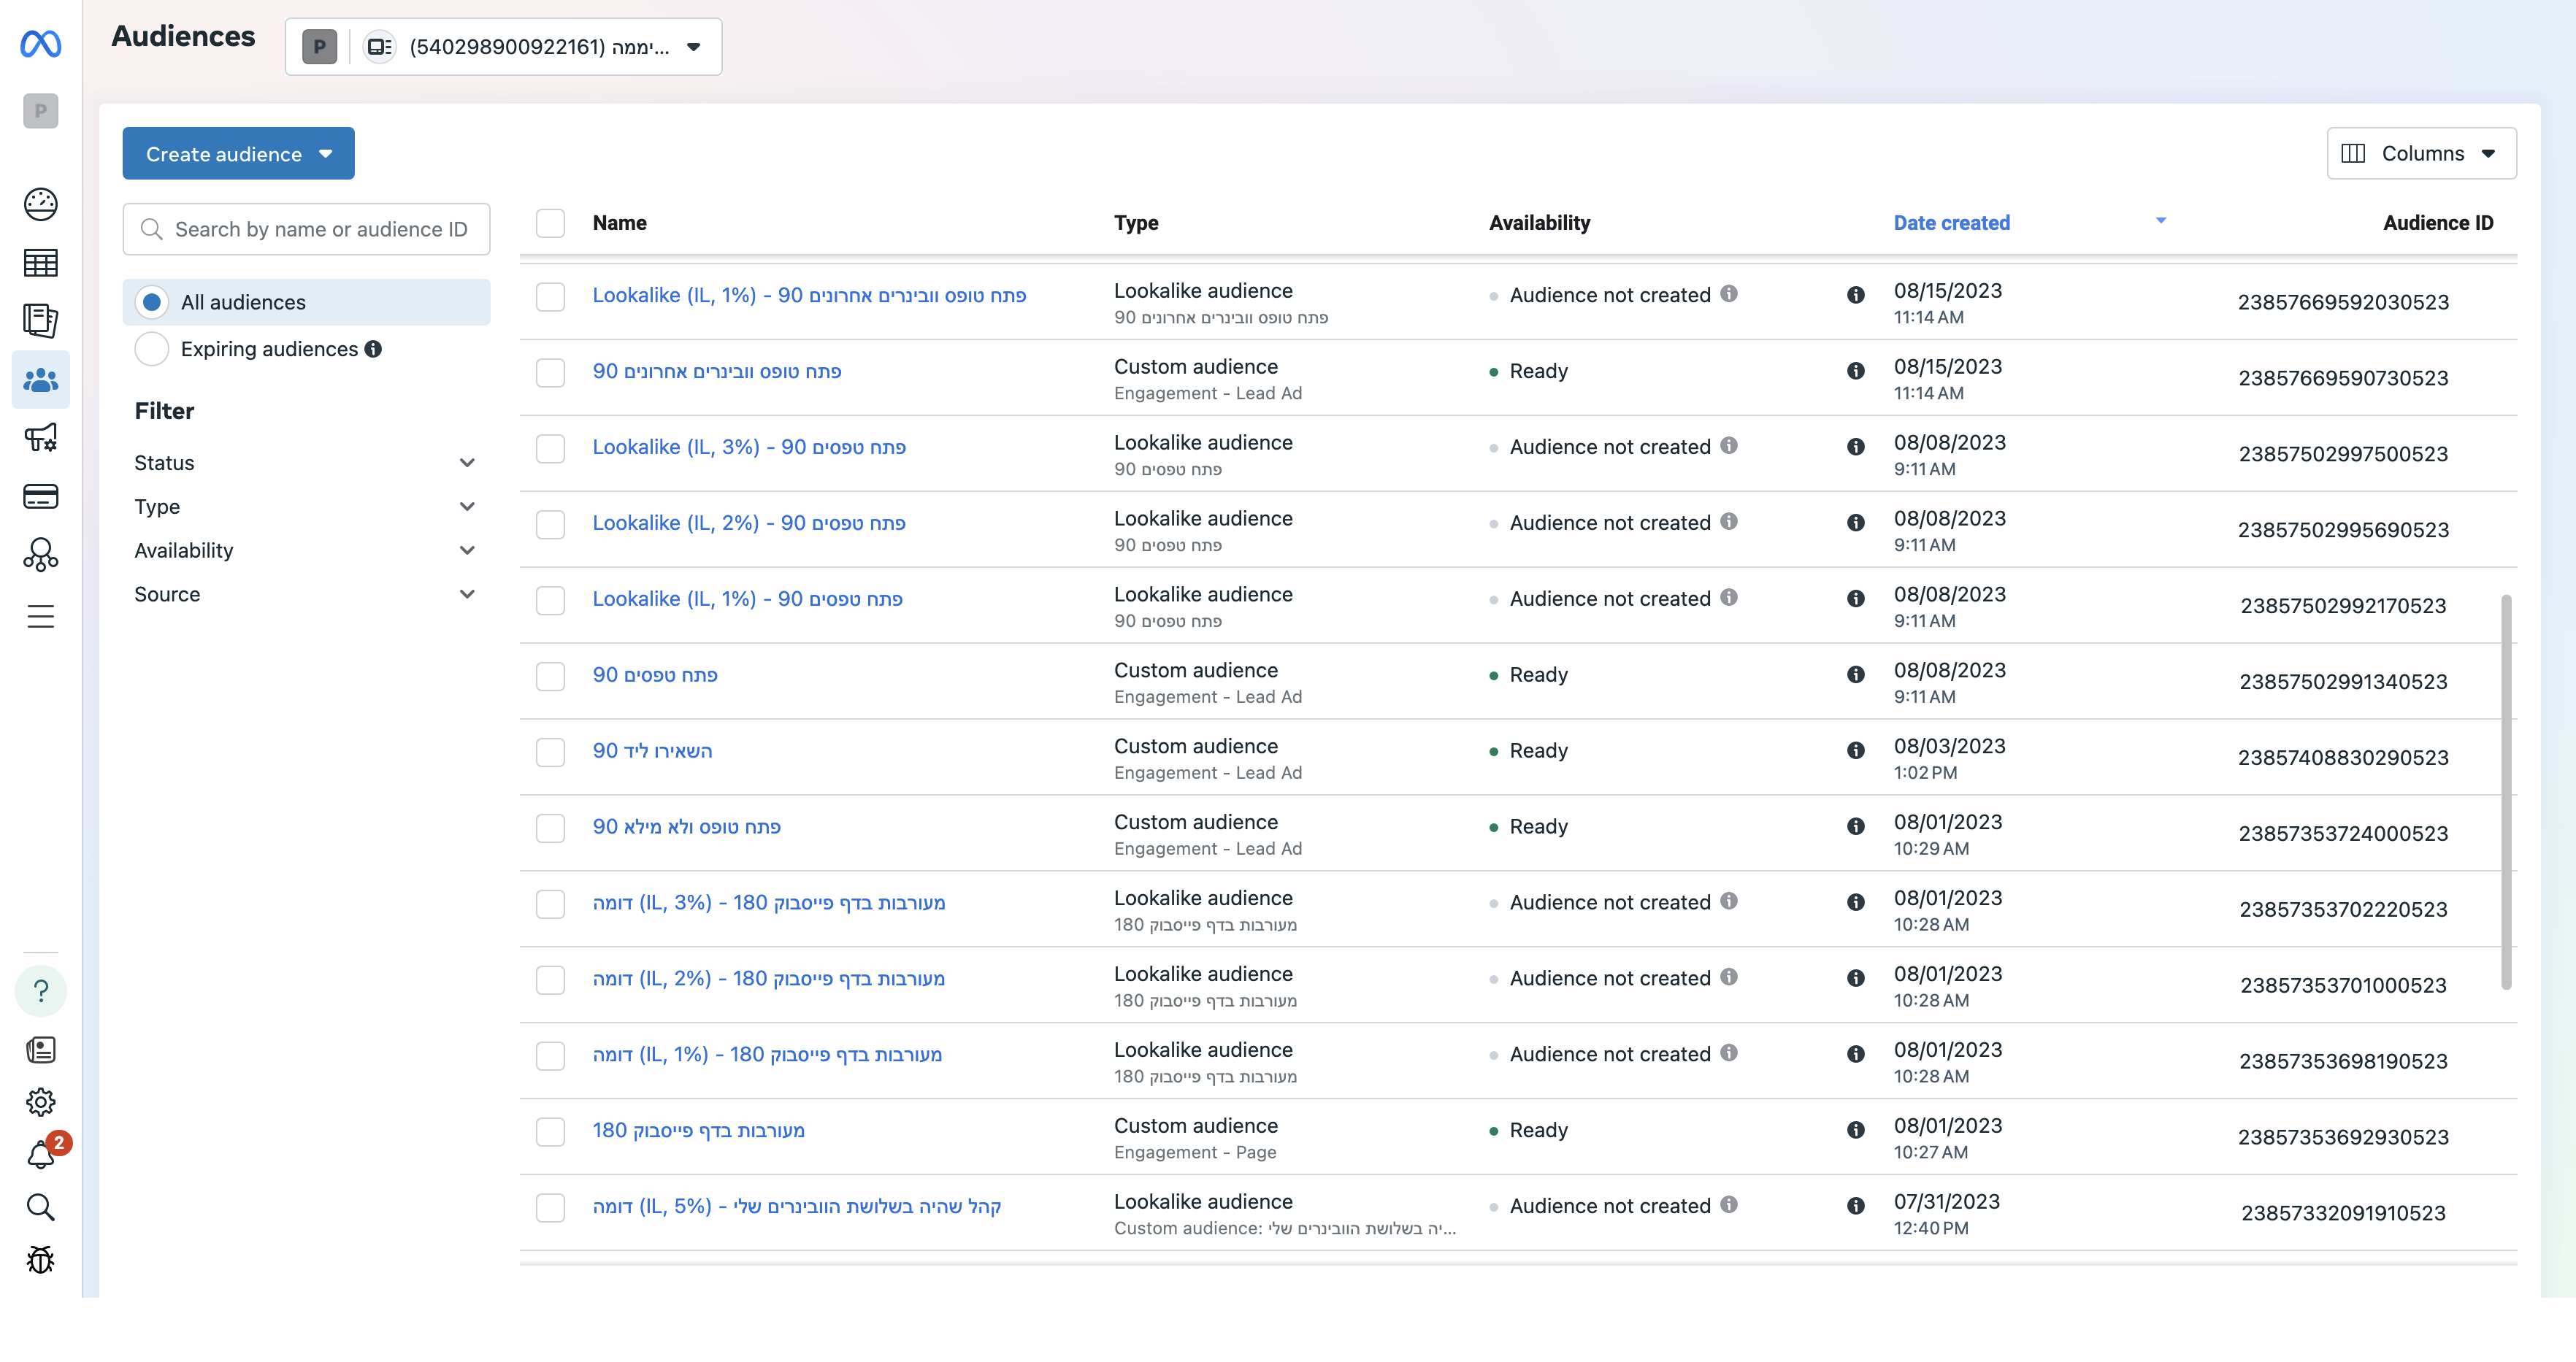 Audiences
P
(540298900922161) יממה...
P
Create audience
Columns
Search by name or audience ID
All audiences
Expiring audiences
Filter
Status
Type
Availability
Source
?
2
Name Type Availability Date created Audience ID
Lookalike (IL, 1%) - פתח טופס וובינרים אחרונים 90 Lookalike audience Audience not created 08/15/2023 23857669592030523
פתח טופס וובינרים אחרונים 90 11:14 AM
פתח טופס וובינרים אחרונים 90 Custom audience Ready 08/15/2023 23857669590730523
Engagement - Lead Ad 11:14 AM
Lookalike (IL, 3%) - פתח טפסים 90 Lookalike audience Audience not created 08/08/2023 23857502997500523
פתח טפסים 90 9:11 AM
Lookalike (IL, 2%) - פתח טפסים 90 Lookalike audience Audience not created 08/08/2023 23857502995690523
פתח טפסים 90 9:11 AM
Lookalike (IL, 1%) - פתח טפסים 90 Lookalike audience Audience not created 08/08/2023 23857502992170523
פתח טפסים 90 9:11 AM
פתח טפסים 90 Custom audience Ready 08/08/2023 23857502991340523
Engagement - Lead Ad 9:11 AM
השאירו ליד 90 Custom audience Ready 08/03/2023 23857408830290523
Engagement - Lead Ad 1:02 PM
פתח טופס ולא מילא 90 Custom audience Ready 08/01/2023 23857353724000523
Engagement - Lead Ad 10:29 AM
דומה (IL, 3%) - מעורבות בדף פייסבוק 180 Lookalike audience Audience not created 08/01/2023 23857353702220523
מעורבות בדף פייסבוק 180 10:28 AM
דומה (IL, 2%) - מעורבות בדף פייסבוק 180 Lookalike audience Audience not created 08/01/2023 23857353701000523
מעורבות בדף פייסבוק 180 10:28 AM
דומה (IL, 1%) - מעורבות בדף פייסבוק 180 Lookalike audience Audience not created 08/01/2023 23857353698190523
מעורבות בדף פייסבוק 180 10:28 AM
מעורבות בדף פייסבוק 180 Custom audience Ready 08/01/2023 23857353692930523
Engagement - Page 10:27 AM
דומה (IL, 5%) - קהל שהיה בשלושת הוובינרים שלי Lookalike audience Audience not created 07/31/2023 23857332091910523
Custom audience: יה בשלושת הוובינרים שלי'... 12:40 PM